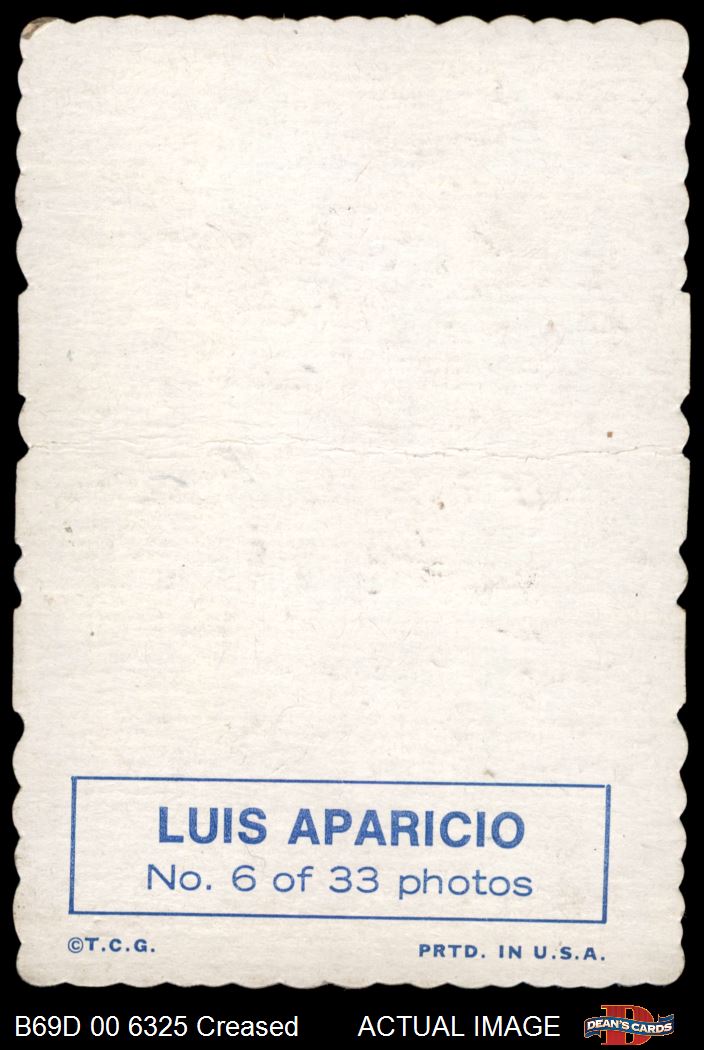 LUIS APARICIO
No. 6 of 33 photos
©T.C.G.
PRTD. IN U.S.A.
B69D 00 6325 Creased
ACTUAL IMAGE
D
DEAN'S CARDS